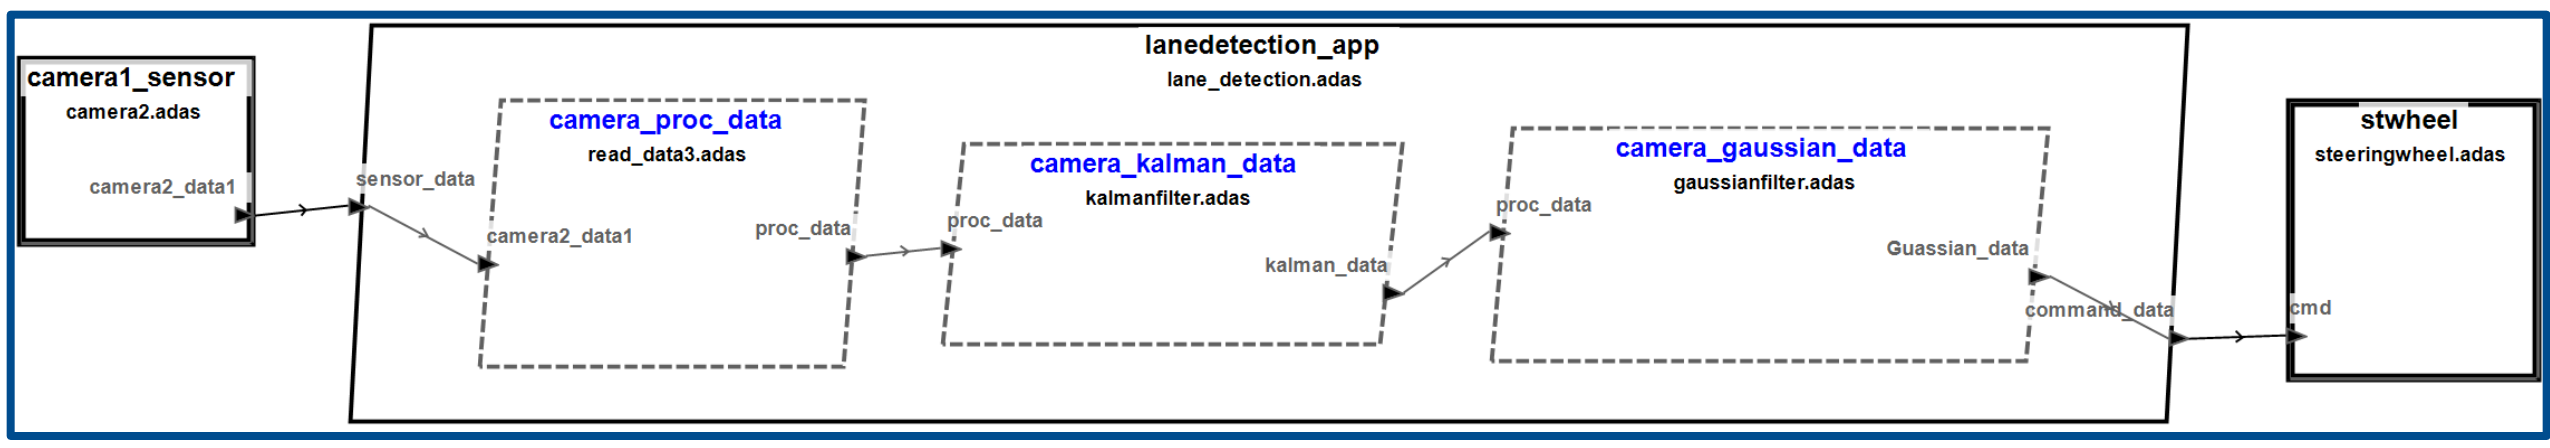 lanedetection_app
lane_detection.adas
camera1_sensor
camera2.adas
camera2_data1
sensor_data
camera_proc_data
read_data3.adas
camera2_data1
proc_data
camera_kalman_data
kalmanfilter.adas
proc_data
kalman_data
camera_gaussian_data
gaussianfilter.adas
proc_data
Guassian_data
command_data
stwheel
steeringwheel.adas
cmd